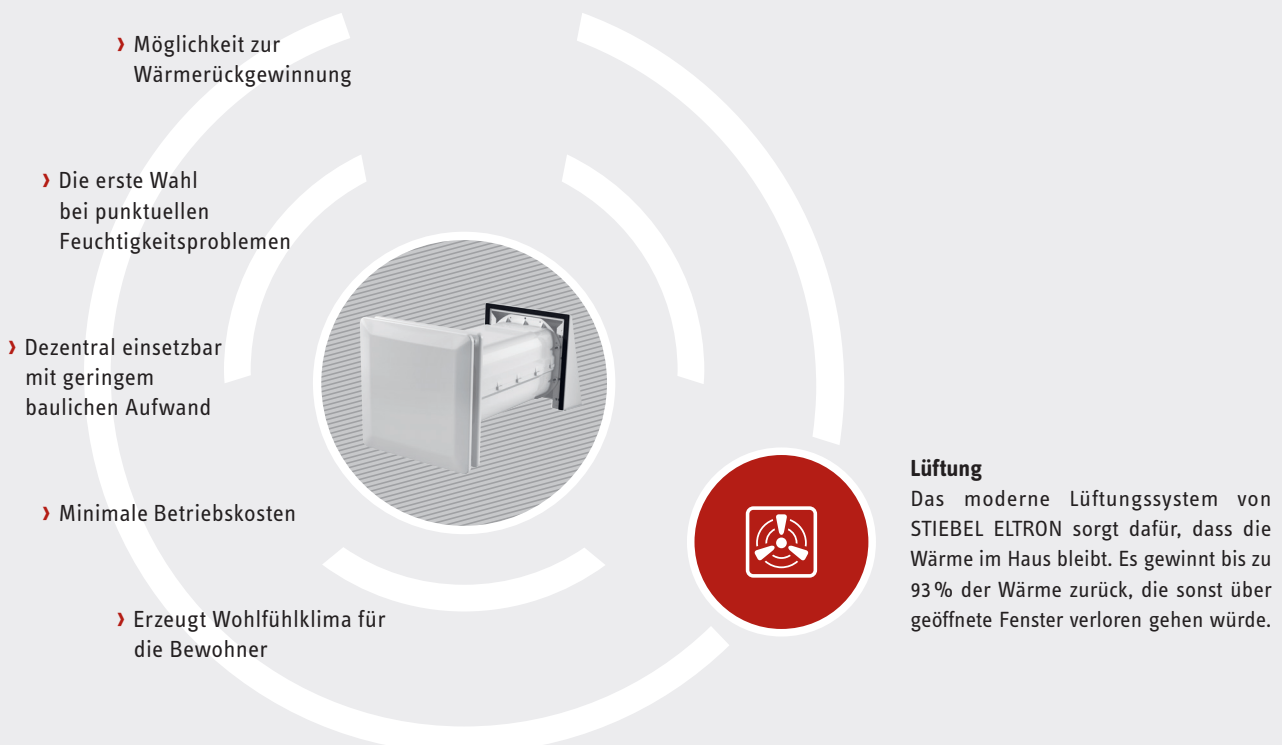 › Möglichkeit zur
Wärmerückgewinnung
› Die erste Wahl
bei punktuellen
Feuchtigkeitsproblemen
› Dezentral einsetzbar
mit geringem
baulichen Aufwand
› Minimale Betriebskosten
› Erzeugt Wohlfühlklima für
die Bewohner
Lüftung
Das moderne Lüftungssystem von
STIEBEL ELTRON sorgt dafür, dass die
Wärme im Haus bleibt. Es gewinnt bis zu
93 % der Wärme zurück, die sonst über
geöffnete Fenster verloren gehen würde.